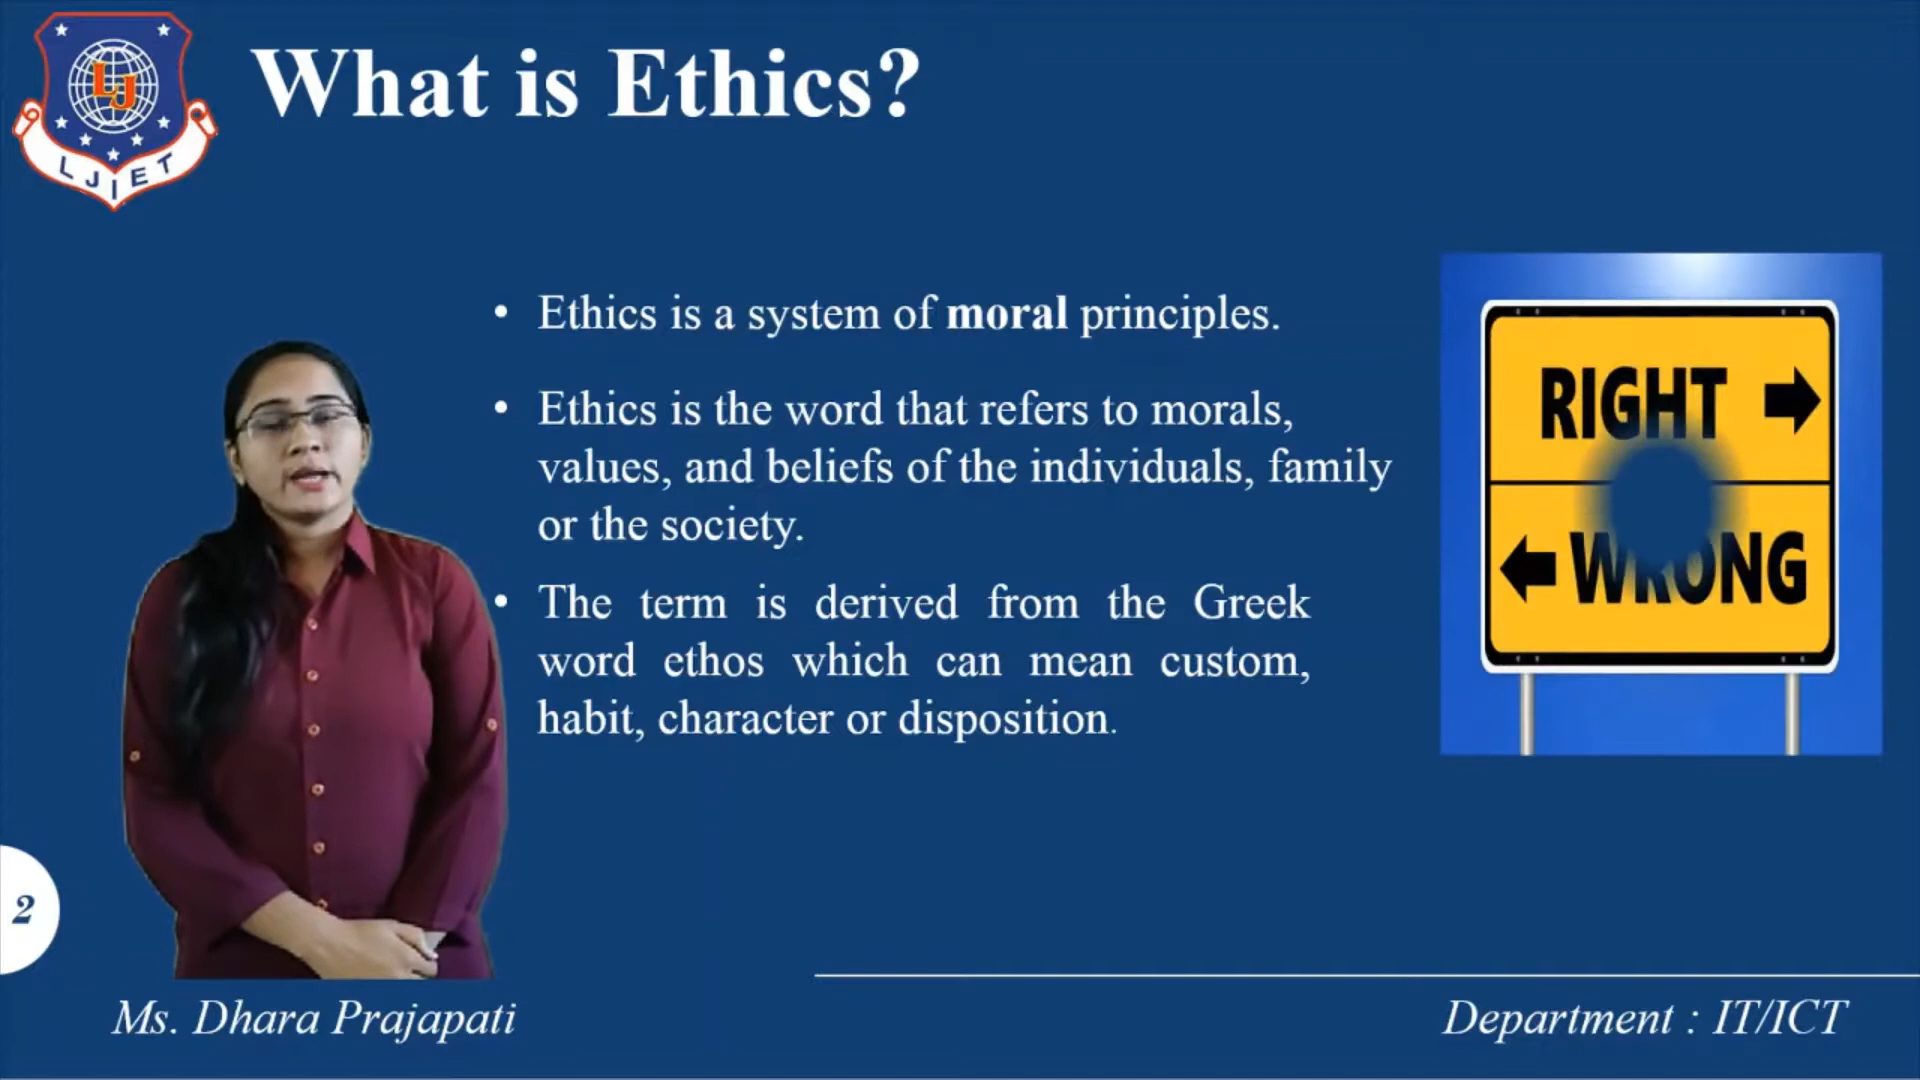 LJ
LJIET
What is Ethics?
• Ethics is a system of moral principles.
• Ethics is the word that refers to morals,
values, and beliefs of the individuals, family
or the society.
• The term is derived from the Greek
word ethos which can mean custom,
habit, character or disposition.
RIGHT
WRONG
2
Ms. Dhara Prajapati
Department : IT/ICT